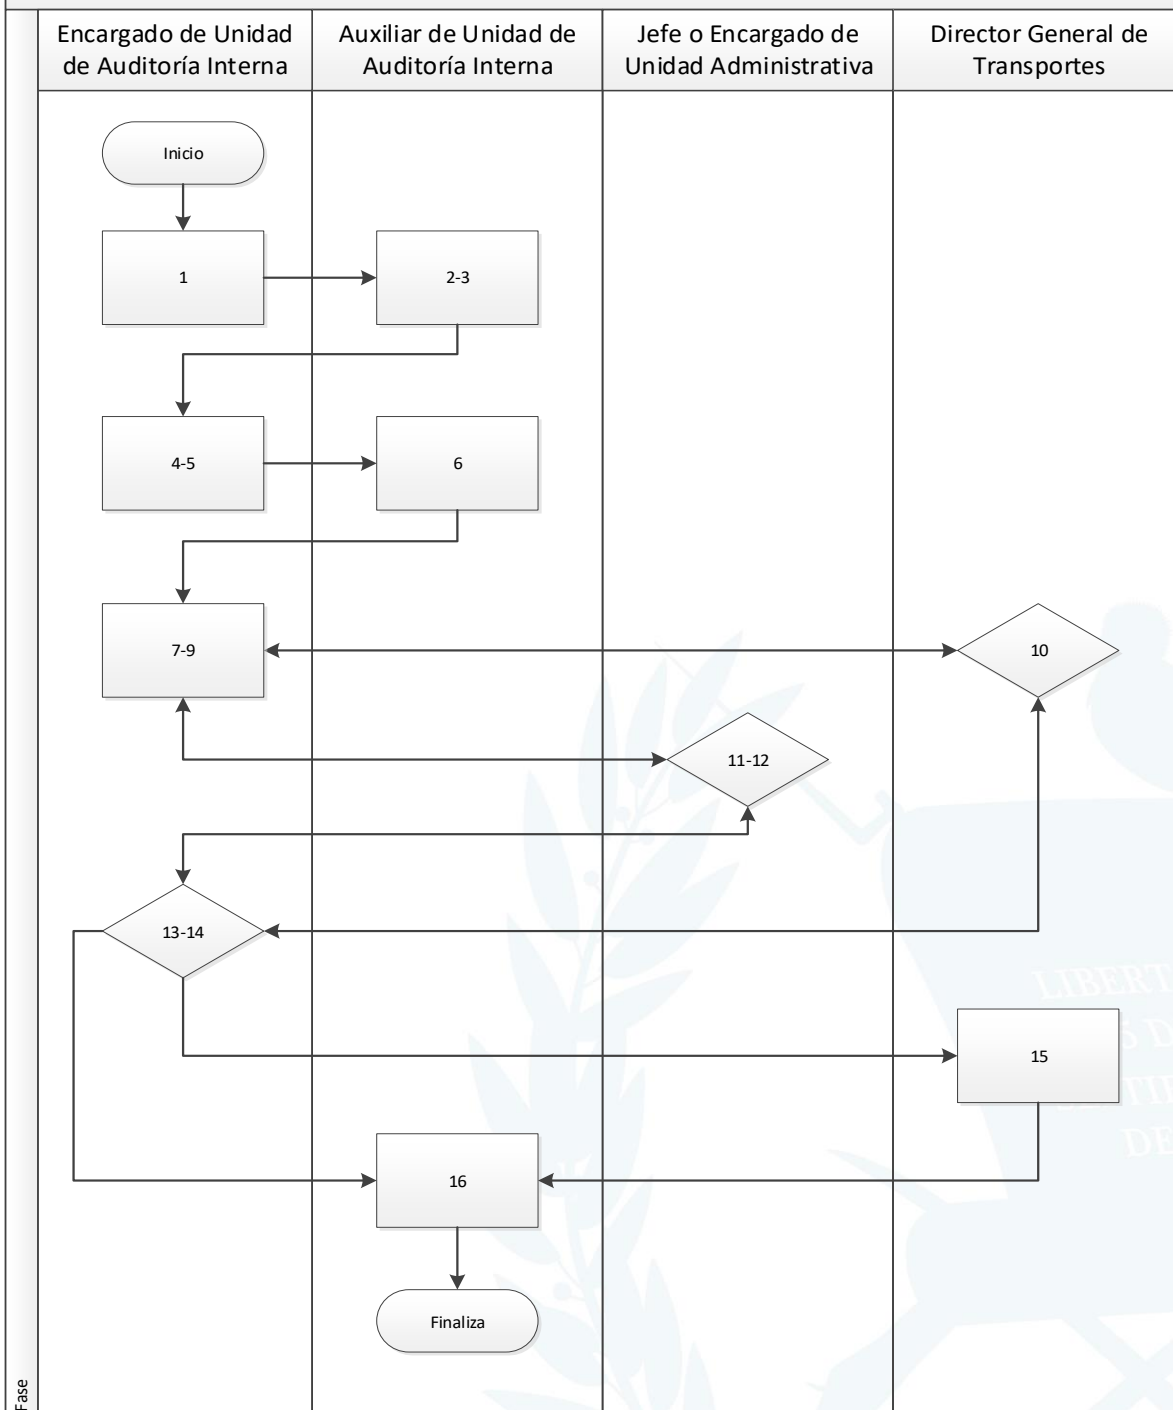 Encargado de Unidad
de Auditoría Interna
Auxiliar de Unidad de
Auditoría Interna
Jefe o Encargado de
Unidad Administrativa
Director General de
Transportes
Inicio
1
2-3
4-5
6
7-9
10
11-12
13-14
LIBERT
15
DE
16
Finaliza
Fase